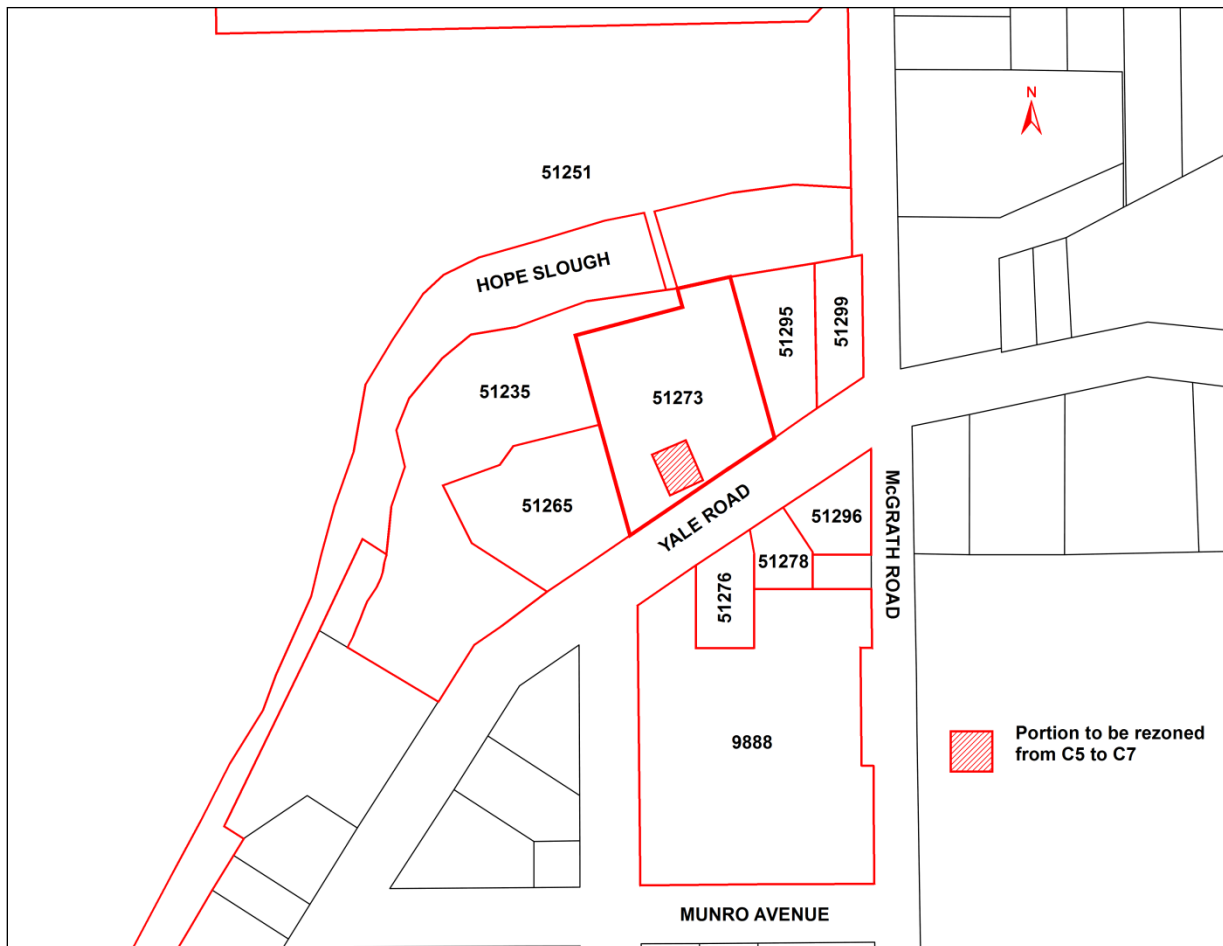 N
51251
HOPE SLOUGH
51295
51299
51235
51273
51265
YALE ROAD
McGRATH ROAD
51296
51278
51276
9888
Portion to be rezoned
from C5 to C7
MUNRO AVENUE